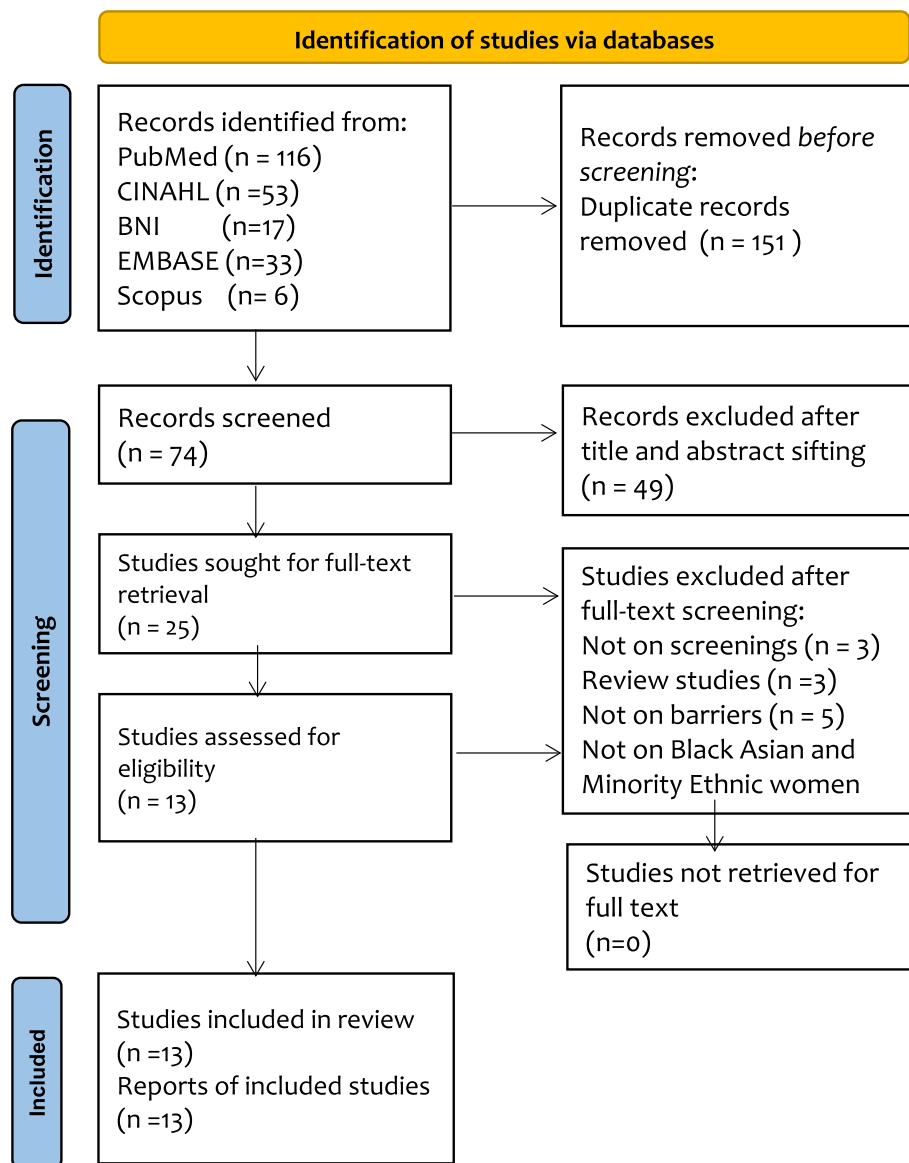 Identification of studies via databases
Identification
Records identified from:
PubMed (n = 116)
CINAHL (n =53)
BNI (n=17)
EMBASE (n=33)
Scopus (n= 6)
Records removed before
screening:
Duplicate records
removed (n = 151 )
Screening
Records screened
(n = 74)
Records excluded after
title and abstract sifting
(n = 49)
Studies sought for full-text
retrieval
(n = 25)
Studies excluded after
full-text screening:
Not on screenings (n = 3)
Review studies (n =3)
Not on barriers (n = 5)
Not on Black Asian and
Minority Ethnic women
Studies assessed for
eligibility
(n = 13)
Studies not retrieved for
full text
(n=0)
Included
Studies included in review
(n =13)
Reports of included studies
(n =13)